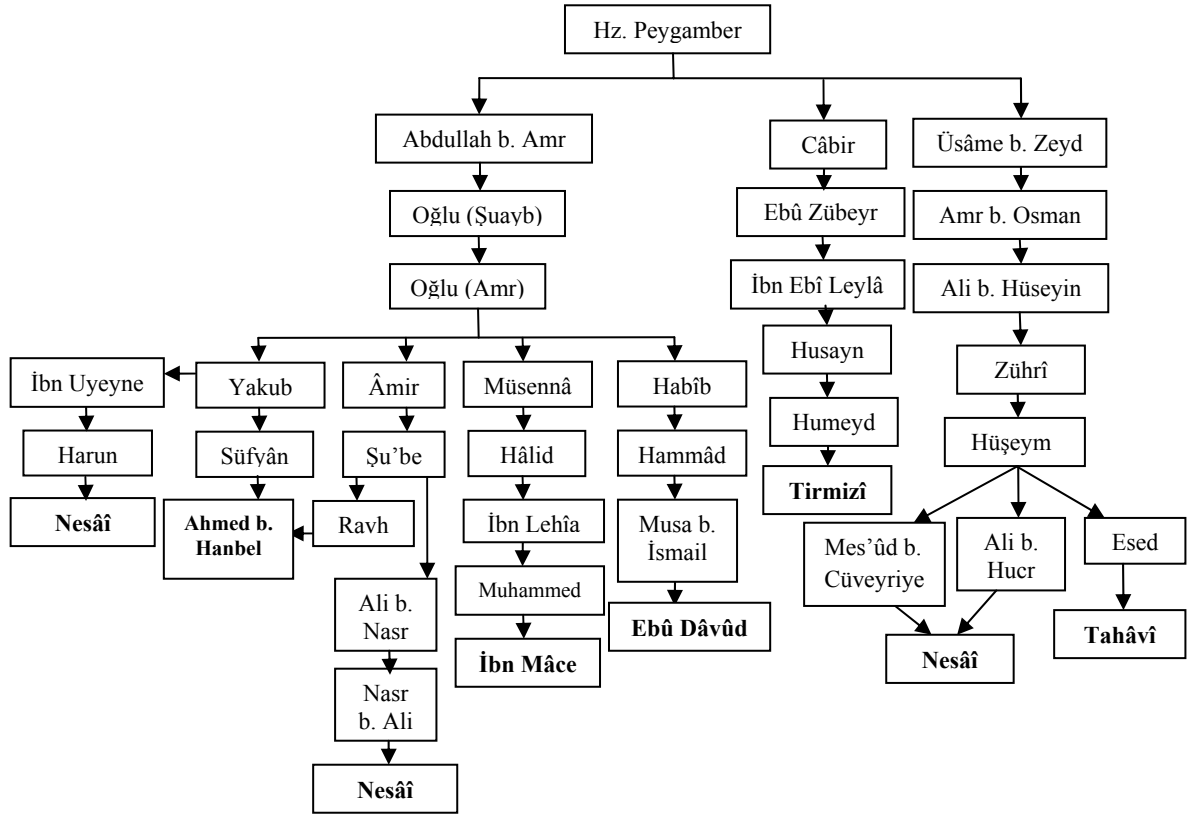 Hz. Peygamber
Abdullah b. Amr
Câbir
Üsâme b. Zeyd
Oğlu (Şuayb)
Ebû Zübeyr
Amr b. Osman
Oğlu (Amr)
İbn Ebî Leylâ
Ali b. Hüseyin
İbn Uyeyne
Yakub
Âmir
Müsennâ
Habîb
Husayn
Zührî
Harun
Süfyân
Şu’be
Hâlid
Hammâd
Humeyd
Hüşeym
Nesâî
Ahmed b.
Hanbel
Ravh
İbn Lehîa
Musa b.
İsmail
Tirmizî
Mes’ûd b.
Cüveyriye
Ali b.
Hucr
Esed
Ali b.
Nasr
Muhammed
Ebû Dâvûd
Tahâvî
İbn Mâce
Nesâî
Nasr
b. Ali
Nesâî